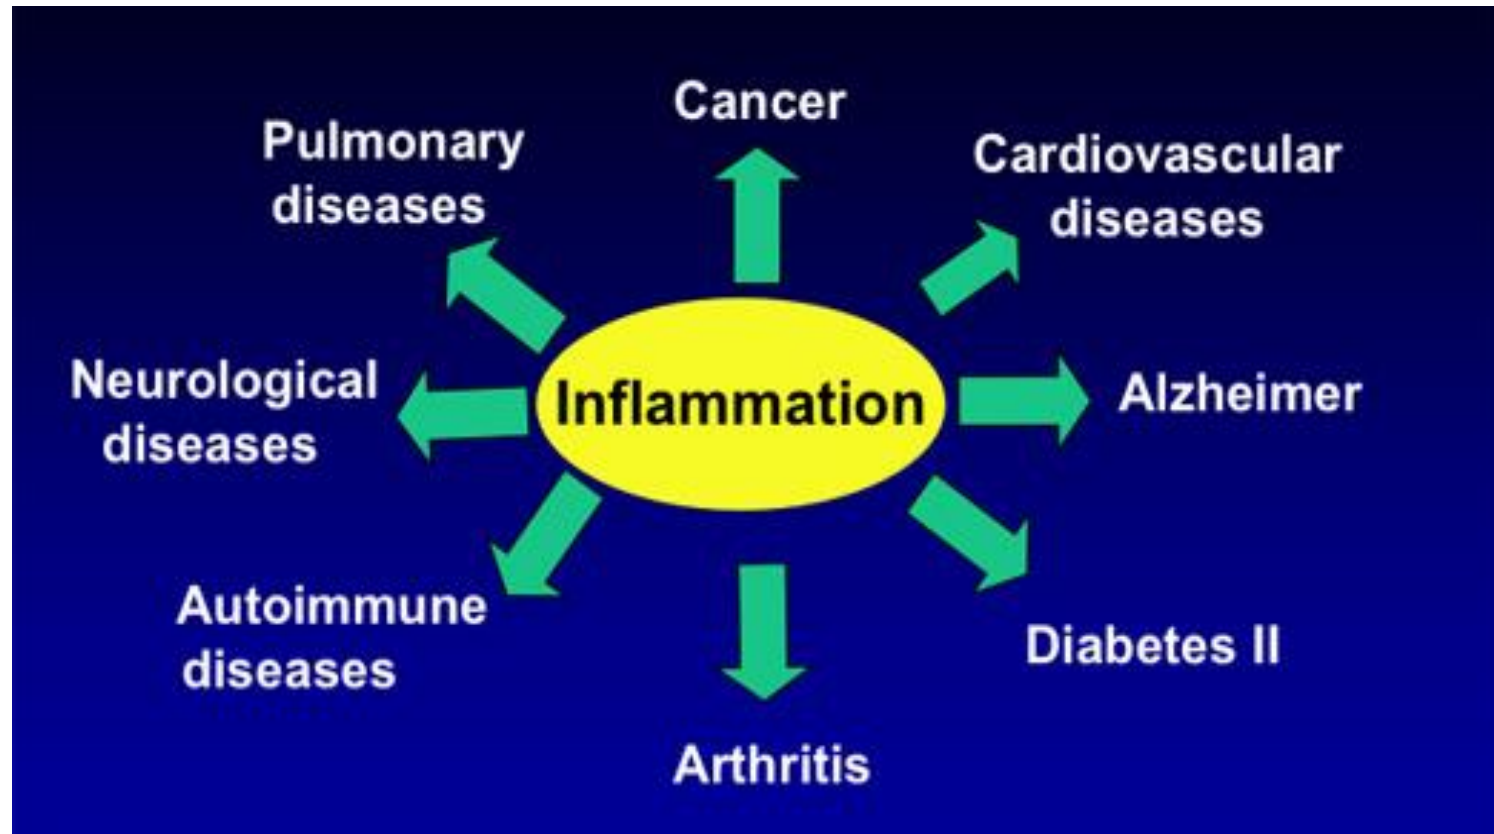 Cancer
Pulmonary
diseases
Cardiovascular
diseases
Neurological
diseases
Inflammation
Alzheimer
Autoimmune
diseases
Diabetes II
Arthritis